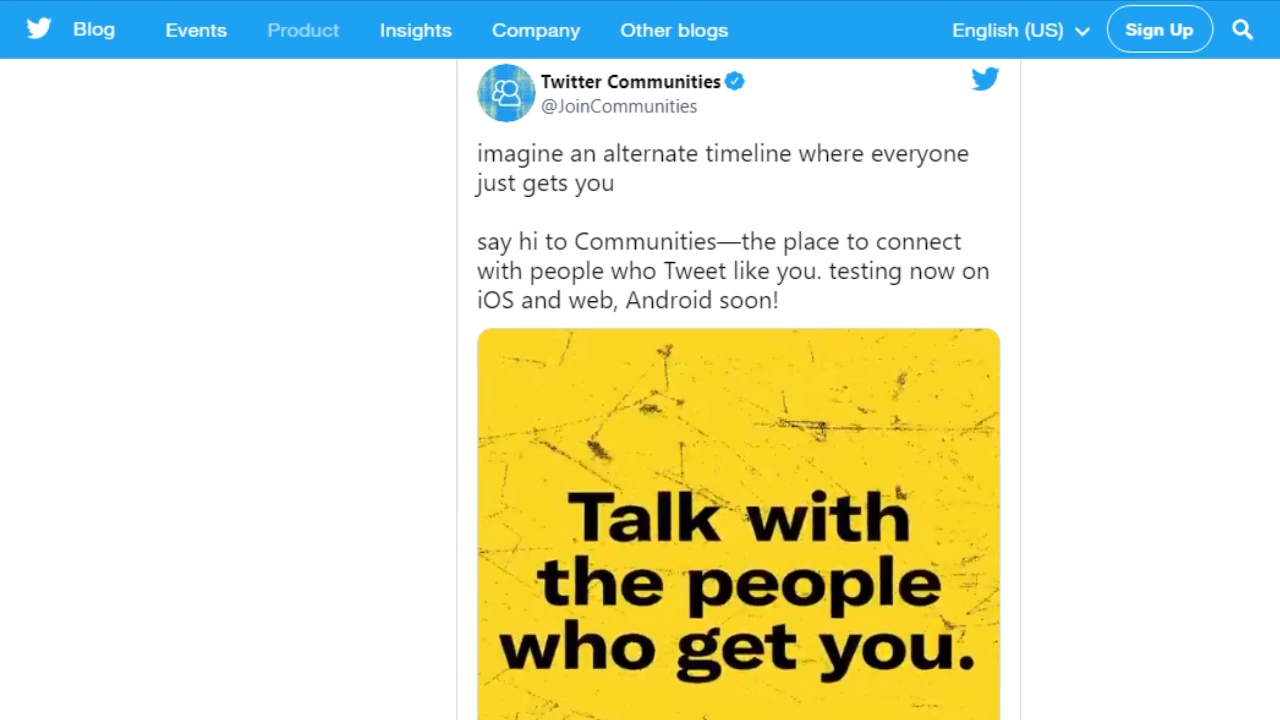 Blog Events Product Insights Company Other blogs English (US) Sign Up
Twitter Communities
@JoinCommunities
imagine an alternate timeline where everyone
just gets you
say hi to Communities—the place to connect
with people who Tweet like you. testing now on
iOS and web, Android soon!
Talk with
the people
who get you.